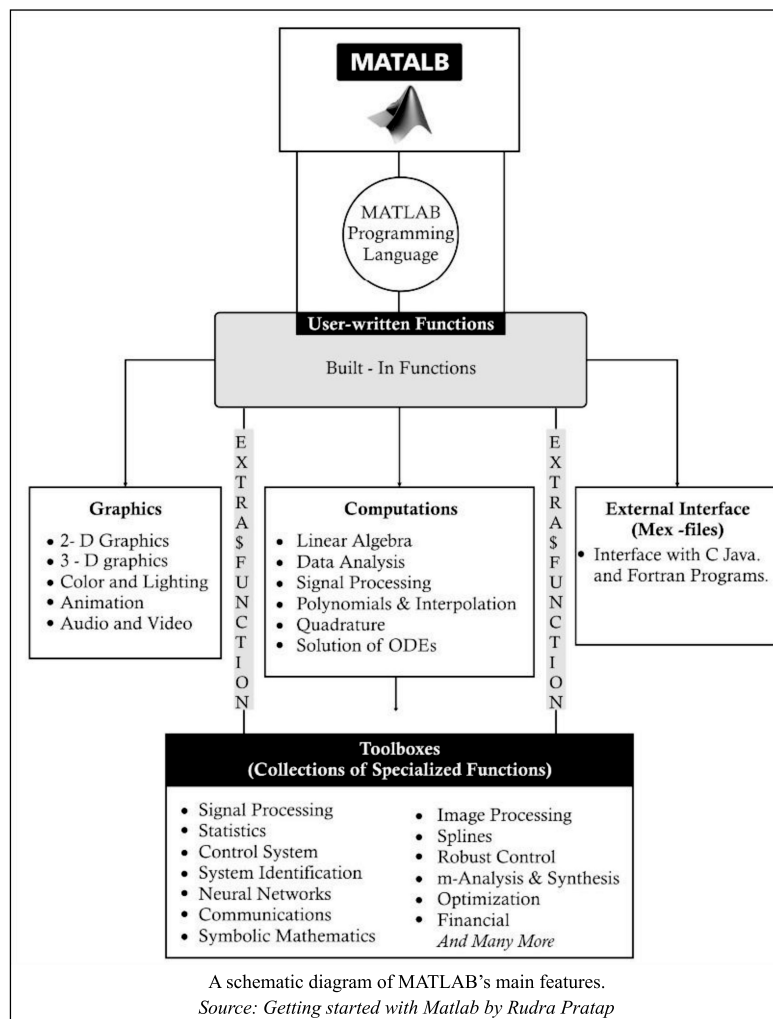 MATALB
MATLAB
Programming
Language
User-written Functions
Built - In Functions
EXTRA$FUNCTION
EXTRA$FUNCTION
Graphics
• 2- D Graphics
• 3 - D graphics
• Color and Lighting
• Animation
• Audio and Video
Computations
• Linear Algebra
• Data Analysis
• Signal Processing
• Polynomials & Interpolation
• Quadrature
• Solution of ODEs
External Interface
(Mex -files)
• Interface with C Java.
and Fortran Programs.
Toolboxes
(Collections of Specialized Functions)
• Signal Processing
• Statistics
• Control System
• System Identification
• Neural Networks
• Communications
• Symbolic Mathematics
• Image Processing
• Splines
• Robust Control
• m-Analysis & Synthesis
• Optimization
• Financial
And Many More
A schematic diagram of MATLAB's main features.
Source: Getting started with Matlab by Rudra Pratap